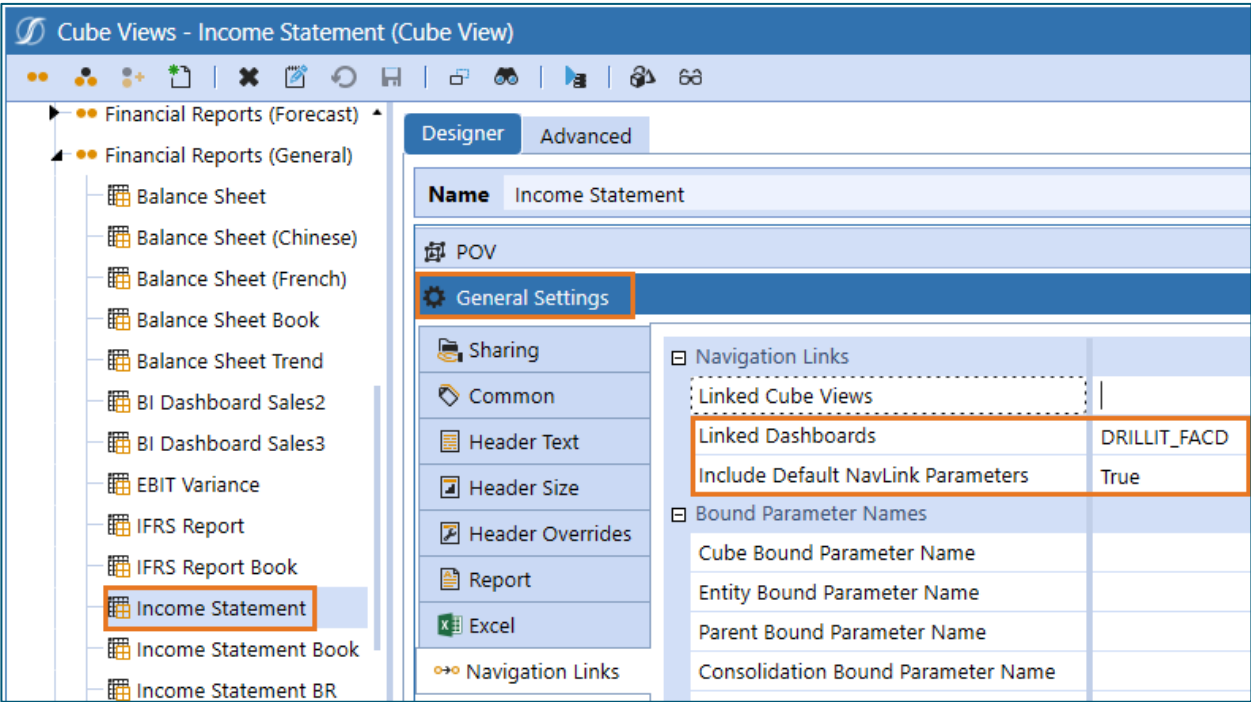 Cube Views - Income Statement (Cube View)
Financial Reports (Forecast)
Financial Reports (General)
Balance Sheet
Balance Sheet (Chinese)
Balance Sheet (French)
Balance Sheet Book
Balance Sheet Trend
BI Dashboard Sales2
BI Dashboard Sales3
EBIT Variance
IFRS Report
IFRS Report Book
Income Statement
Income Statement Book
Income Statement BR
Designer Advanced
Name Income Statement
POV
General Settings
Sharing
Common
Header Text
Header Size
Header Overrides
Report
Excel
Navigation Links
Navigation Links
Linked Cube Views
Linked Dashboards DRILLIT_FACD
Include Default NavLink Parameters True
Bound Parameter Names
Cube Bound Parameter Name
Entity Bound Parameter Name
Parent Bound Parameter Name
Consolidation Bound Parameter Name